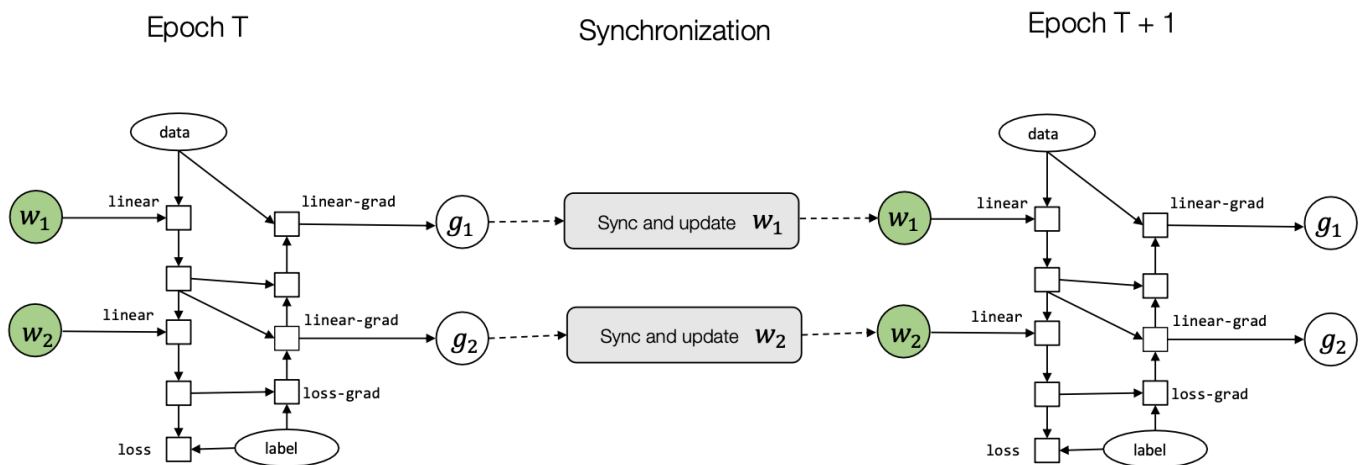 Epoch T
Synchronization
Epoch T + 1
data
data
linear
linear-grad
linear
linear-grad
w₁
g₁
Sync and update w₁
w₁
g₁
linear
linear-grad
linear
linear-grad
w₂
g₂
Sync and update w₂
w₂
g₂
loss-grad
loss-grad
loss
label
loss
label